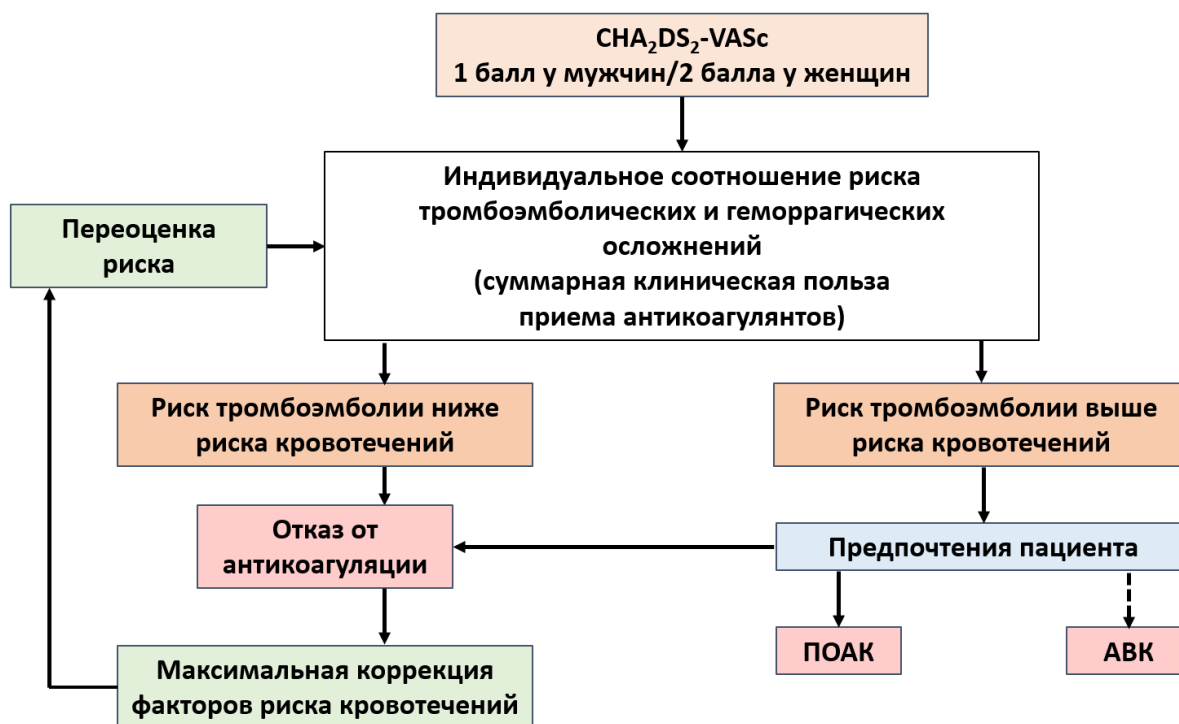 CHA₂DS₂-VASc
1 балл у мужчин/2 балла у женщин
Индивидуальное соотношение риска
тромбоэмболических и геморрагических
осложнений
(суммарная клиническая польза
приема антикоагулянтов)
Переоценка
риска
Риск тромбоэмболии ниже
риска кровотечений
Риск тромбоэмболии выше
риска кровотечений
Отказ от
антикоагуляции
Предпочтения пациента
ПОАК
АВК
Максимальная коррекция
факторов риска кровотечений